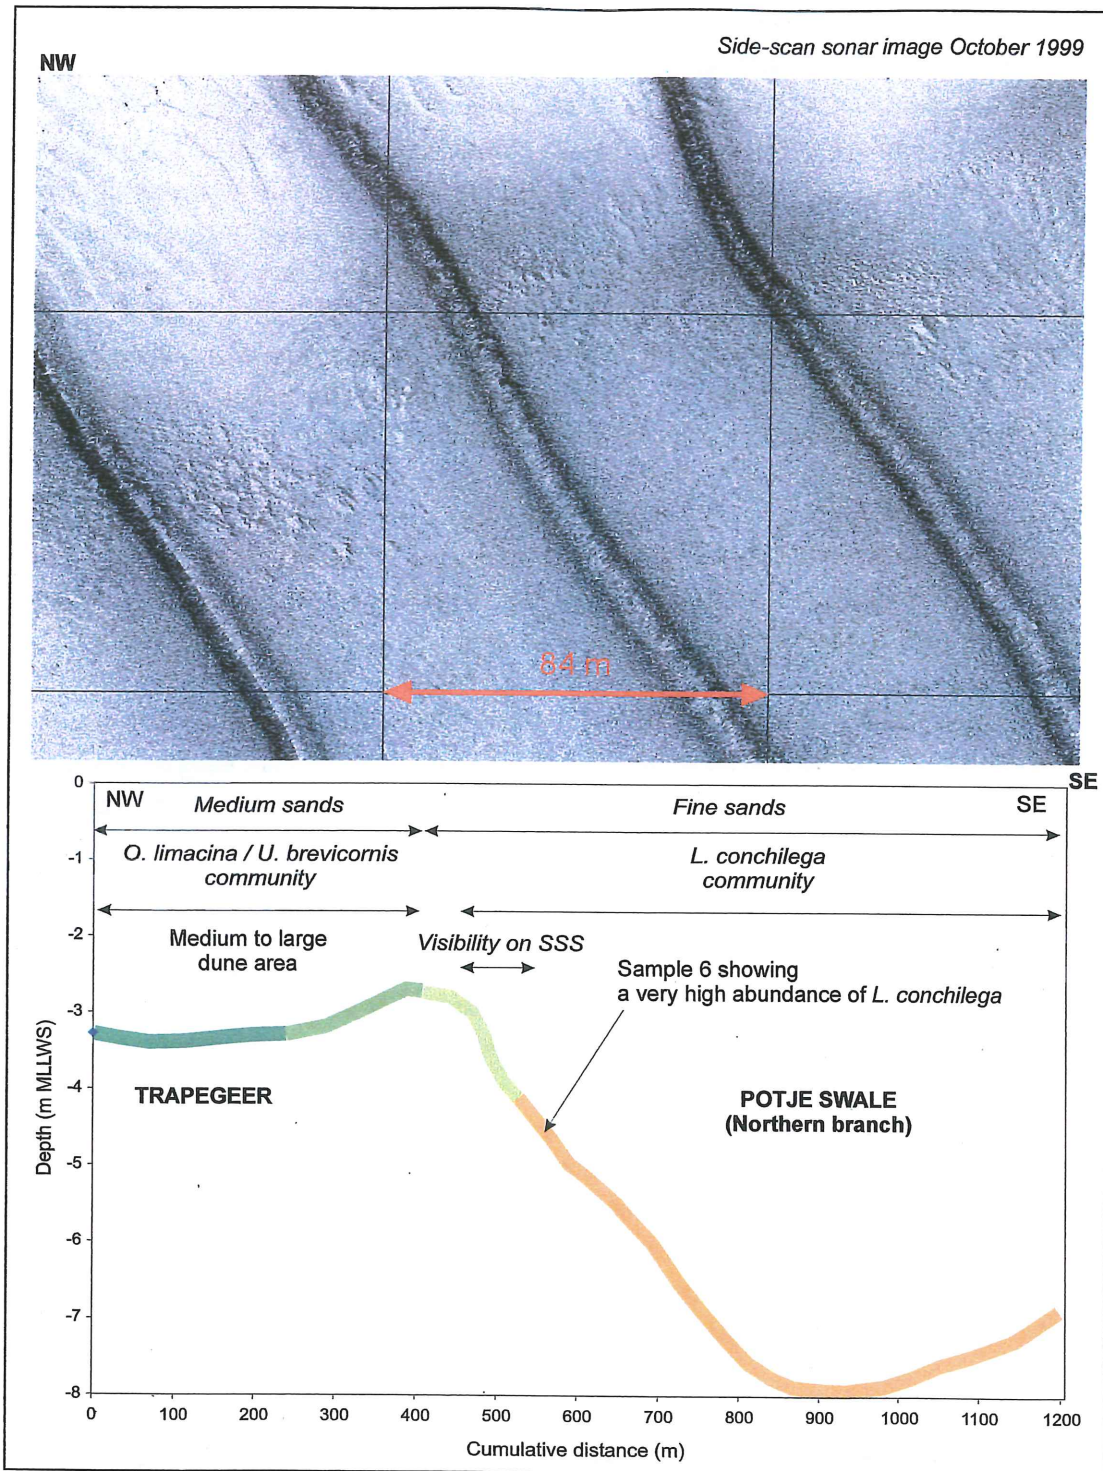 Side-scan sonar image October 1999
NW
84 m
SE
0
NW
Medium sands
Fine sands
SE
-1
O. limacina / U. brevicornis
community
L. conchilega
community
-2
Medium to large
dune area
Visibility on SSS
Sample 6 showing
a very high abundance of L. conchilega
-3
-4
TRAPEGEER
POTJE SWALE
(Northern branch)
-5
-6
-7
-8
Depth (m MLLWS)
0 100 200 300 400 500 600 700 800 900 1000 1100 1200
Cumulative distance (m)